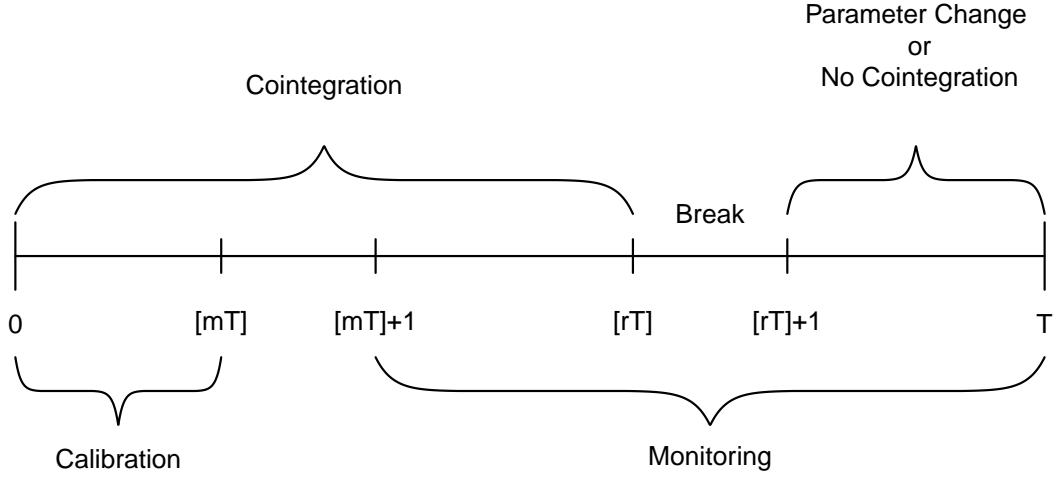 Parameter Change
or
No Cointegration
Cointegration
Break
0
[mT]
[mT]+1
[rT]
[rT]+1
T
Calibration
Monitoring